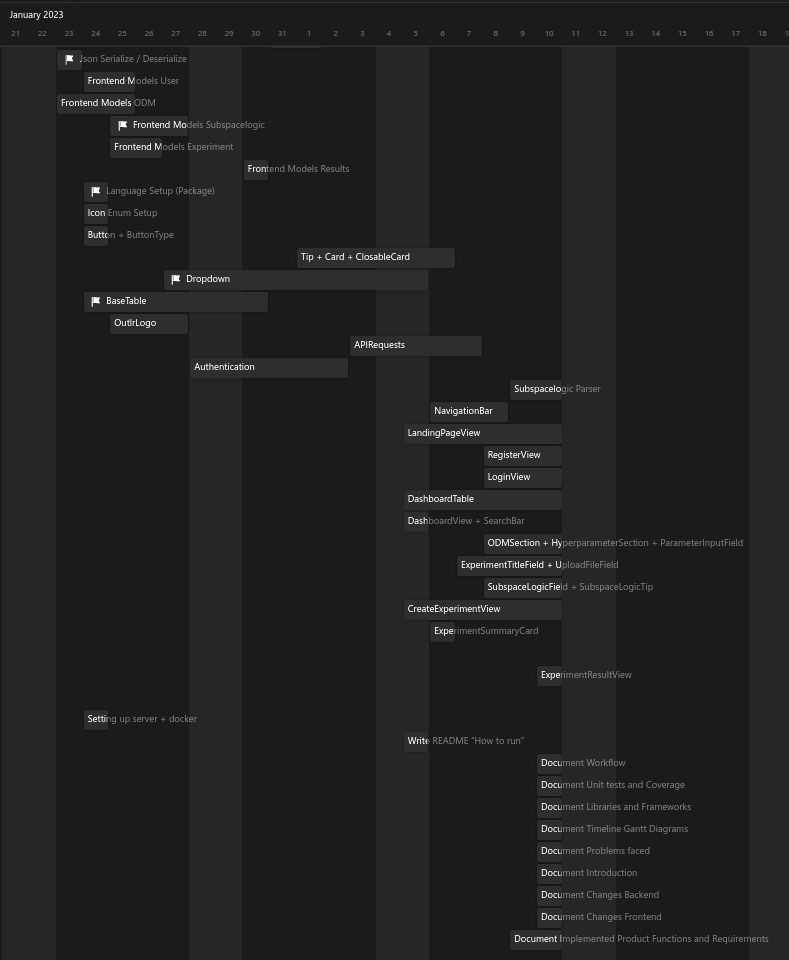 January 2023
21 22 23 24 25 26 27 28 29 30 31 1 2 3 4 5 6 7 8 9 10 11 12 13 14 15 16 17 18
Json Serialize / Deserialize
Frontend Models User
Frontend Models ODM
Frontend Models Subspacelogic
Frontend Models Experiment
Frontend Models Results
Language Setup (Package)
Icon Enum Setup
Button + ButtonType
Tip + Card + ClosableCard
Dropdown
BaseTable
OutlrLogo
APIRequests
Authentication
Subspacelogic Parser
NavigationBar
LandingPageView
RegisterView
LoginView
DashboardTable
DashboardView + SearchBar
ODMSection + HyperparameterSection + ParameterInputField
ExperimentTitleField + UploadFileField
SubspaceLogicField + SubspaceLogicTip
CreateExperimentView
ExperimentSummaryCard
ExperimentResultView
Setting up server + docker
Write README "How to run"
Document Workflow
Document Unit tests and Coverage
Document Libraries and Frameworks
Document Timeline Gantt Diagrams
Document Problems faced
Document Introduction
Document Changes Backend
Document Changes Frontend
Document Implemented Product Functions and Requirements